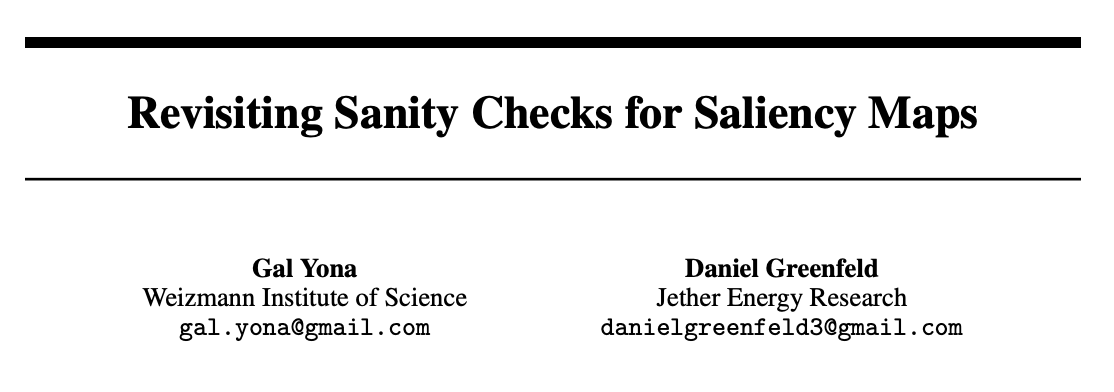 Revisiting Sanity Checks for Saliency Maps
Gal Yona
Weizmann Institute of Science
gal.yona@gmail.com
Daniel Greenfeld
Jether Energy Research
danielgreenfeld3@gmail.com